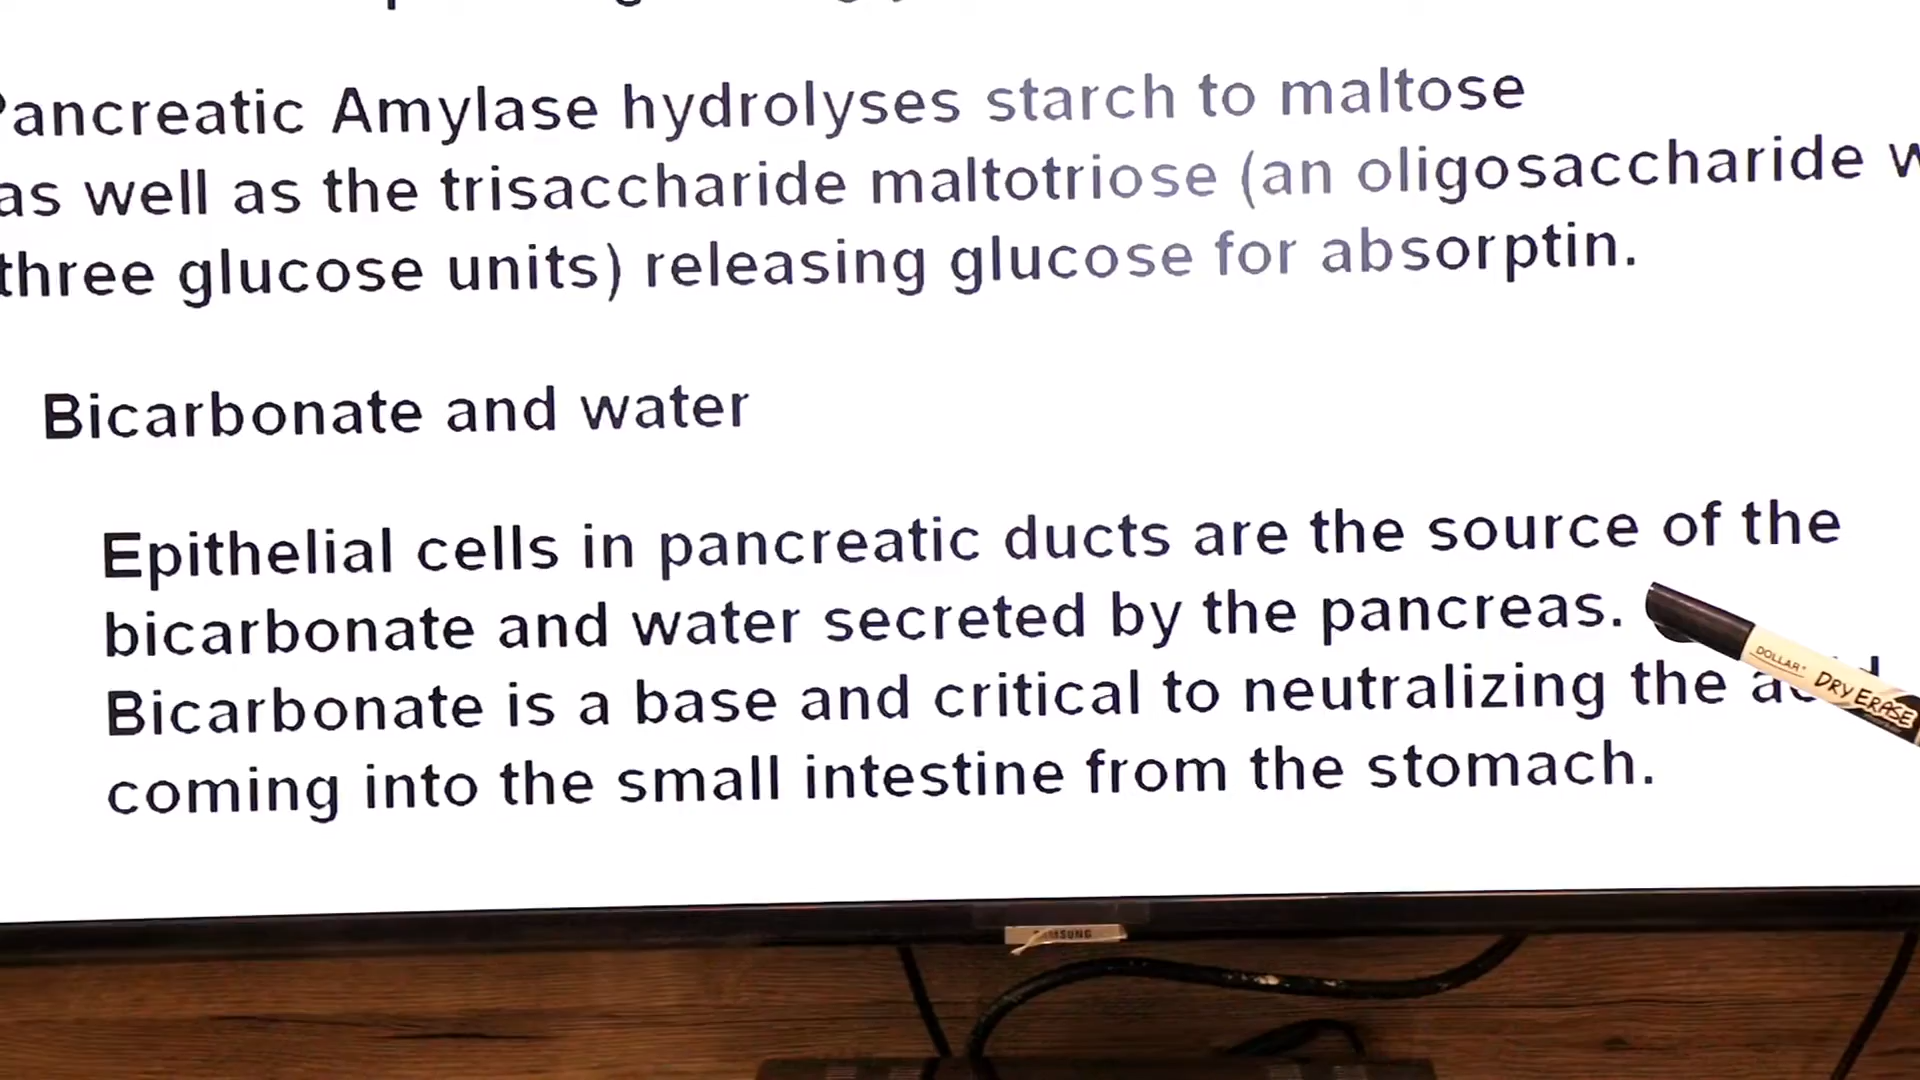 Pancreatic Amylase hydrolyses starch to maltose
as well as the trisaccharide maltotriose (an oligosaccharide
three glucose units) releasing glucose for absorptin.
Bicarbonate and water
Epithelial cells in pancreatic ducts are the source of the
bicarbonate and water secreted by the pancreas.
Bicarbonate is a base and critical to neutralizing the
coming into the small intestine from the stomach.
DOLLAR DRY ERASE
SAMSUNG